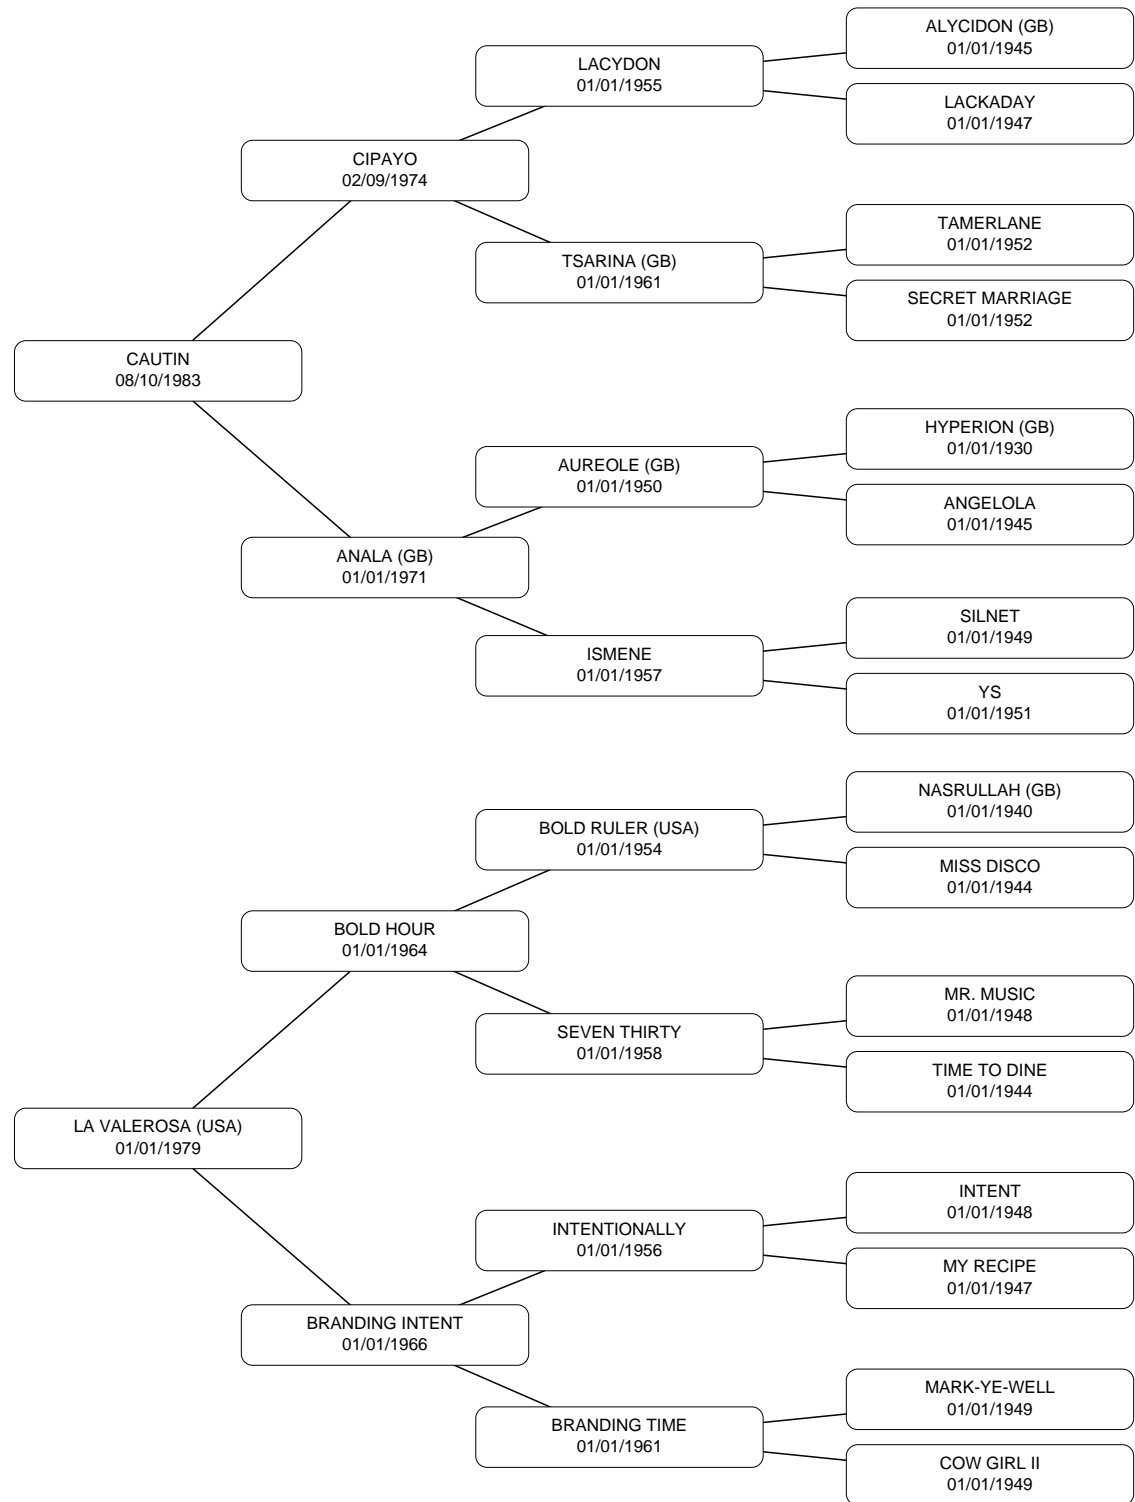 ALYCIDON (GB)
01/01/1945
LACYDON
01/01/1955
LACKADAY
01/01/1947
CIPAYO
02/09/1974
TAMERLANE
01/01/1952
TSARINA (GB)
01/01/1961
SECRET MARRIAGE
01/01/1952
CAUTIN
08/10/1983
HYPERION (GB)
01/01/1930
AUREOLE (GB)
01/01/1950
ANGELOLA
01/01/1945
ANALA (GB)
01/01/1971
SILNET
01/01/1949
ISMENE
01/01/1957
YS
01/01/1951
NASRULLAH (GB)
01/01/1940
BOLD RULER (USA)
01/01/1954
MISS DISCO
01/01/1944
BOLD HOUR
01/01/1964
MR. MUSIC
01/01/1948
SEVEN THIRTY
01/01/1958
TIME TO DINE
01/01/1944
LA VALEROSA (USA)
01/01/1979
INTENT
01/01/1948
INTENTIONALLY
01/01/1956
MY RECIPE
01/01/1947
BRANDING INTENT
01/01/1966
MARK-YE-WELL
01/01/1949
BRANDING TIME
01/01/1961
COW GIRL II
01/01/1949